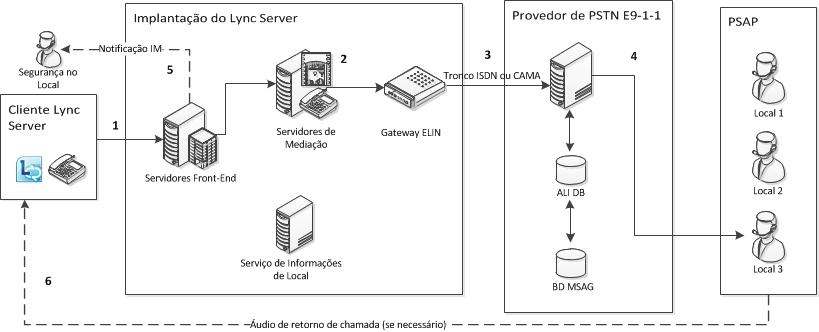 Implantação do Lync Server
Provedor de PSTN E9-1-1
PSAP
Notificação IM
Segurança no
Local
5
2
3
4
Tronco ISDN ou CAMA
Cliente Lync
Server
1
Servidores Front-End
Servidores de
Mediação
Gateway ELIN
ALI DB
BD MSAG
Local 1
Local 2
Local 3
Serviço de Informações
de Local
6
Áudio de retorno de chamada (se necessário)